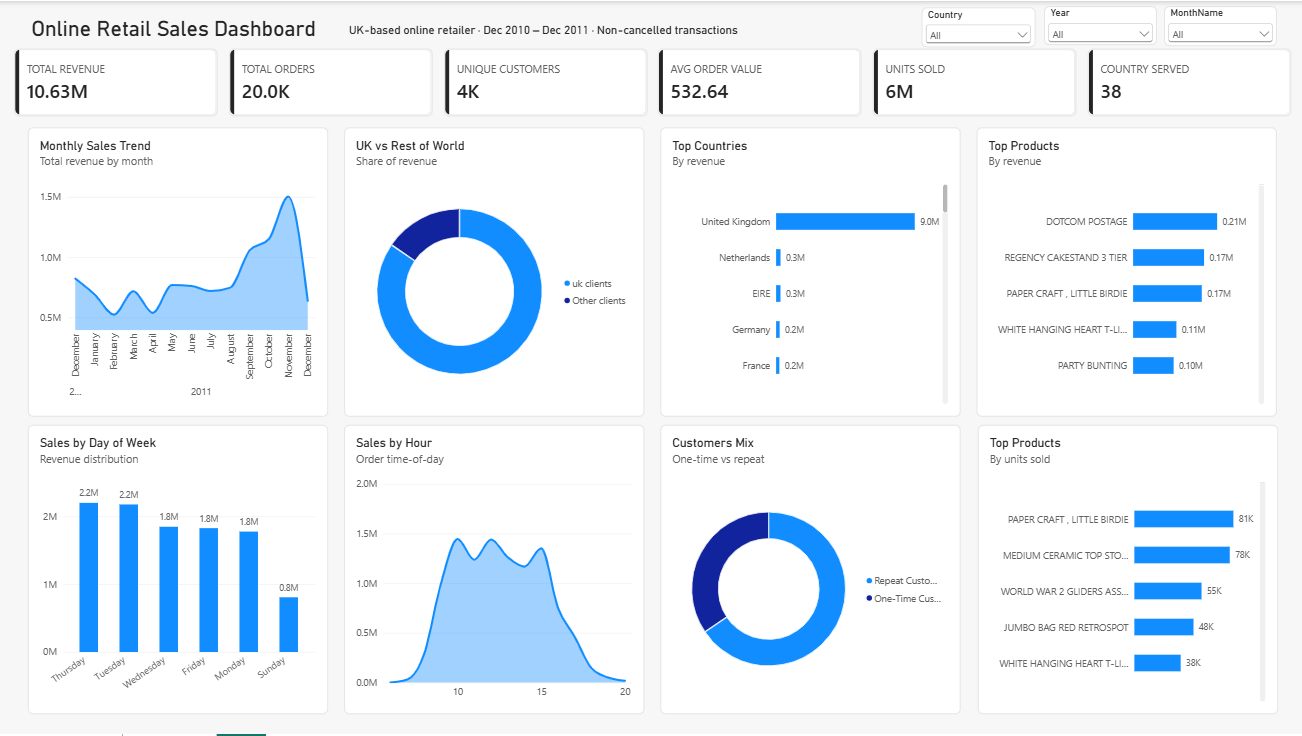 Online Retail Sales Dashboard
UK-based online retailer · Dec 2010 – Dec 2011 · Non-cancelled transactions
Country
All
Year
All
MonthName
All
TOTAL REVENUE
10.63M
TOTAL ORDERS
20.0K
UNIQUE CUSTOMERS
4K
AVG ORDER VALUE
532.64
UNITS SOLD
6M
COUNTRY SERVED
38
Monthly Sales Trend
Total revenue by month
1.5M
1.0M
0.5M
December
January
February
March
April
May
June
July
August
September
October
November
December
2...
2011
UK vs Rest of World
Share of revenue
uk clients
Other clients
Top Countries
By revenue
United Kingdom 9.0M
Netherlands 0.3M
EIRE 0.3M
Germany 0.2M
France 0.2M
Top Products
By revenue
DOTCOM POSTAGE 0.21M
REGENCY CAKESTAND 3 TIER 0.17M
PAPER CRAFT , LITTLE BIRDIE 0.17M
WHITE HANGING HEART T-LI... 0.11M
PARTY BUNTING 0.10M
Sales by Day of Week
Revenue distribution
2M
1M
0M
2.2M
2.2M
1.8M
1.8M
1.8M
0.8M
Thursday
Tuesday
Wednesday
Friday
Monday
Sunday
Sales by Hour
Order time-of-day
2.0M
1.5M
1.0M
0.5M
0.0M
10
15
20
Customers Mix
One-time vs repeat
Repeat Custo...
One-Time Cus...
Top Products
By units sold
PAPER CRAFT , LITTLE BIRDIE 81K
MEDIUM CERAMIC TOP STO... 78K
WORLD WAR 2 GLIDERS ASS... 55K
JUMBO BAG RED RETROSPOT 48K
WHITE HANGING HEART T-LI... 38K